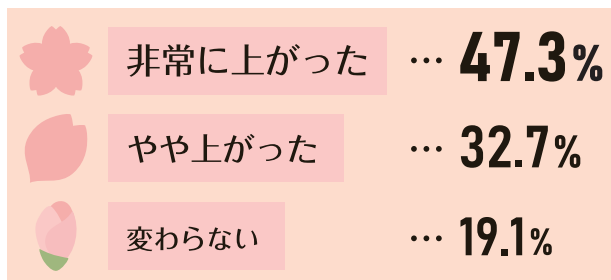 非常に上がった … 47.3%
やや上がった … 32.7%
変わらない … 19.1%